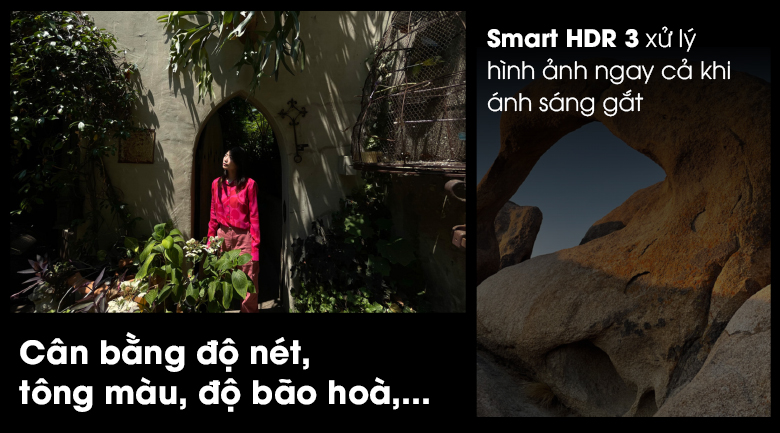 Smart HDR 3 xử lý
hình ảnh ngay cả khi
ánh sáng gắt
Cân bằng độ nét,
tông màu, độ bão hoà,...